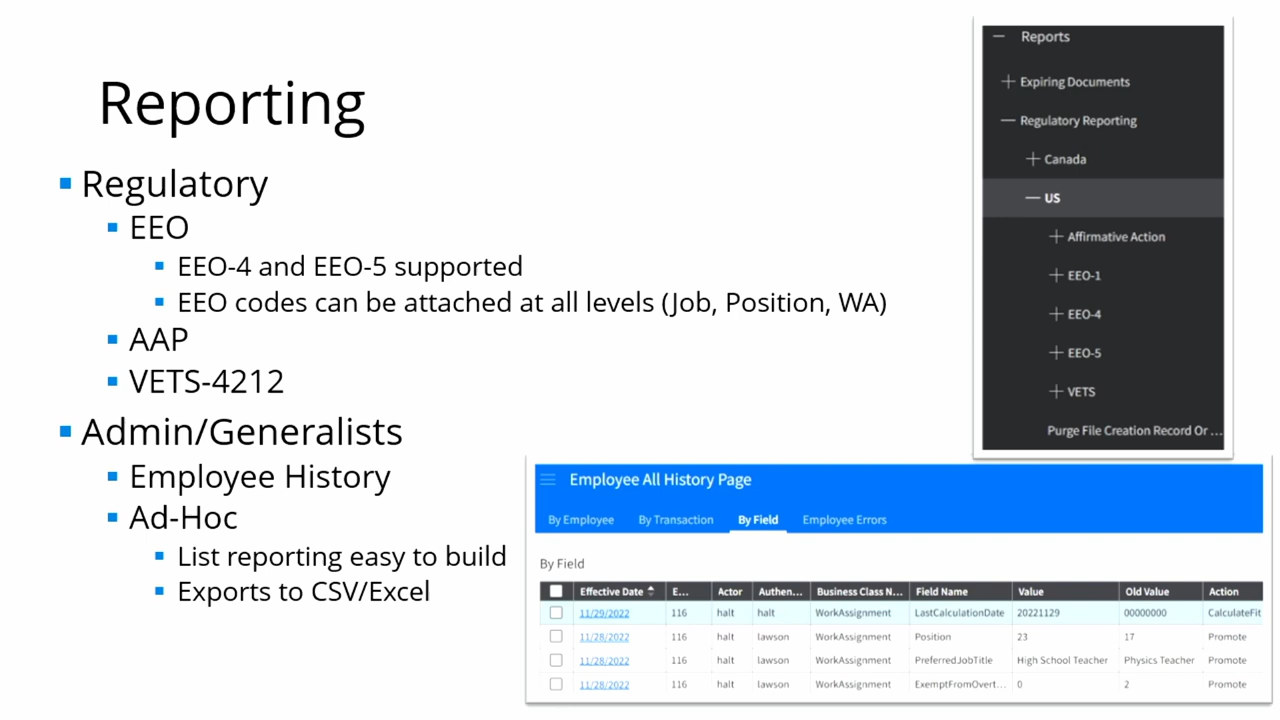 Reporting
Regulatory
EEO
EEO-4 and EEO-5 supported
EEO codes can be attached at all levels (Job, Position, WA)
AAP
VETS-4212
Admin/Generalists
Employee History
Ad-Hoc
List reporting easy to build
Exports to CSV/Excel
Reports
Expiring Documents
Regulatory Reporting
Canada
US
Affirmative Action
EEO-1
EEO-4
EEO-5
VETS
Purge File Creation Record Or ...
Employee All History Page
By Employee By Transaction By Field Employee Errors
By Field
Effective Date E... Actor Authen... Business Class N... Field Name Value Old Value Action
11/29/2022 116 halt halt WorkAssignment LastCalculationDate 20221129 00000000 CalculateFit
11/28/2022 116 halt lawson WorkAssignment Position 23 17 Promote
11/28/2022 116 halt lawson WorkAssignment PreferredJobTitle High School Teacher Physics Teacher Promote
11/28/2022 116 halt lawson WorkAssignment ExemptFromOvert... 0 2 Promote